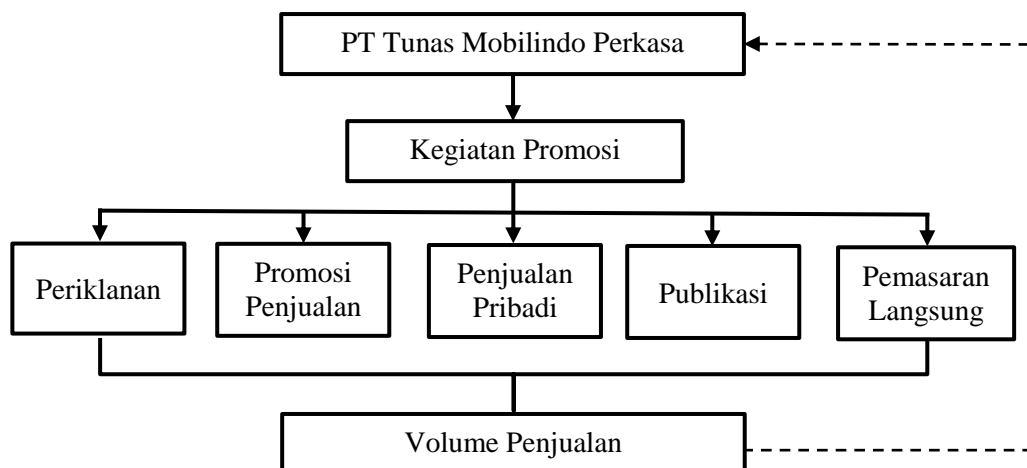 PT Tunas Mobilindo Perkasa
Kegiatan Promosi
Periklanan
Promosi
Penjualan
Penjualan
Pribadi
Publikasi
Pemasaran
Langsung
Volume Penjualan